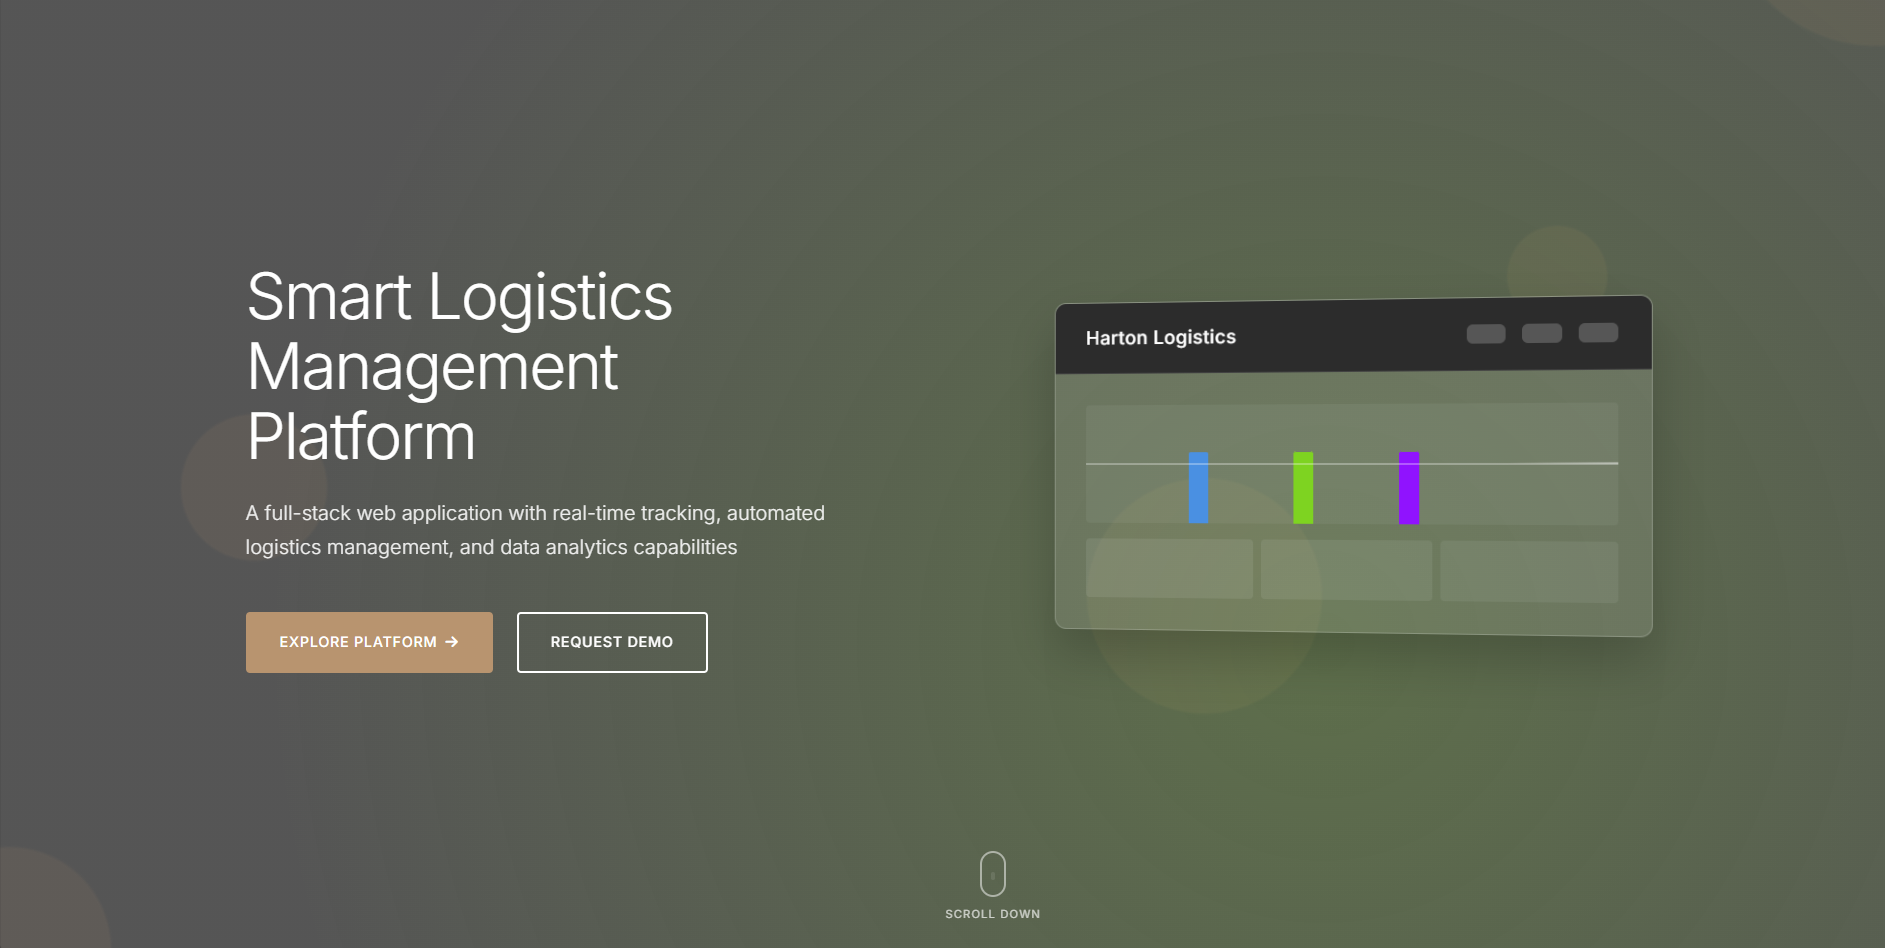 Smart Logistics
Management
Platform
A full-stack web application with real-time tracking, automated
logistics management, and data analytics capabilities
EXPLORE PLATFORM →
REQUEST DEMO
Harton Logistics
SCROLL DOWN